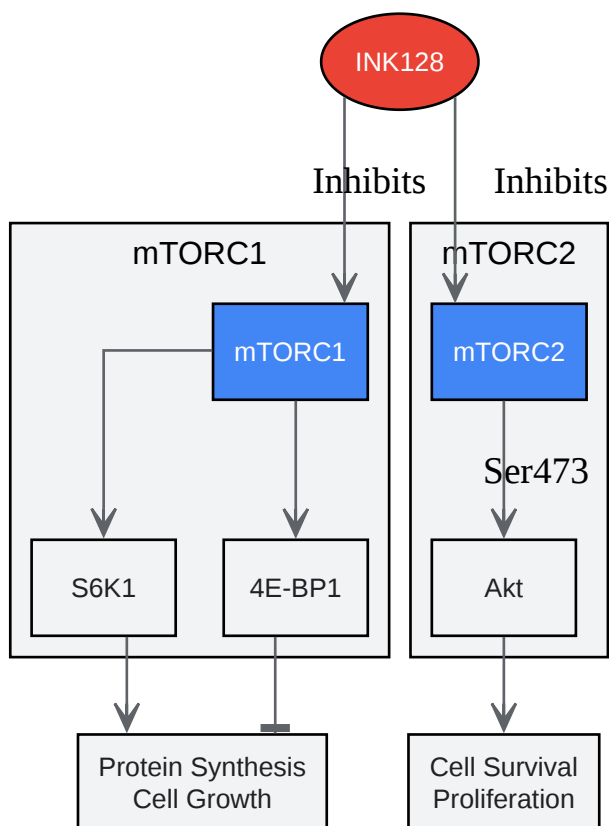 INK128
Inhibits
Inhibits
mTORC1
mTORC2
mTORC1
mTORC2
Ser473
S6K1
4E-BP1
Akt
Protein Synthesis
Cell Growth
Cell Survival
Proliferation